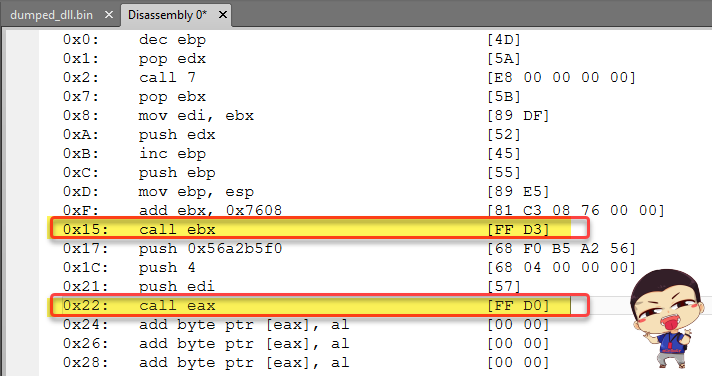 dumped_dll.bin × Disassembly 0* ×
0x0: dec ebp [4D]
0x1: pop edx [5A]
0x2: call 7 [E8 00 00 00 00]
0x7: pop ebx [5B]
0x8: mov edi, ebx [89 DF]
0xA: push edx [52]
0xB: inc ebp [45]
0xC: push ebp [55]
0xD: mov ebp, esp [89 E5]
0xF: add ebx, 0x7608 [81 C3 08 76 00 00]
0x15: call ebx [FF D3]
0x17: push 0x56a2b5f0 [68 F0 B5 A2 56]
0x1C: push 4 [68 04 00 00 00]
0x21: push edi [57]
0x22: call eax [FF D0]
0x24: add byte ptr [eax], al [00 00]
0x26: add byte ptr [eax], al [00 00]
0x28: add byte ptr [eax], al [00 00]